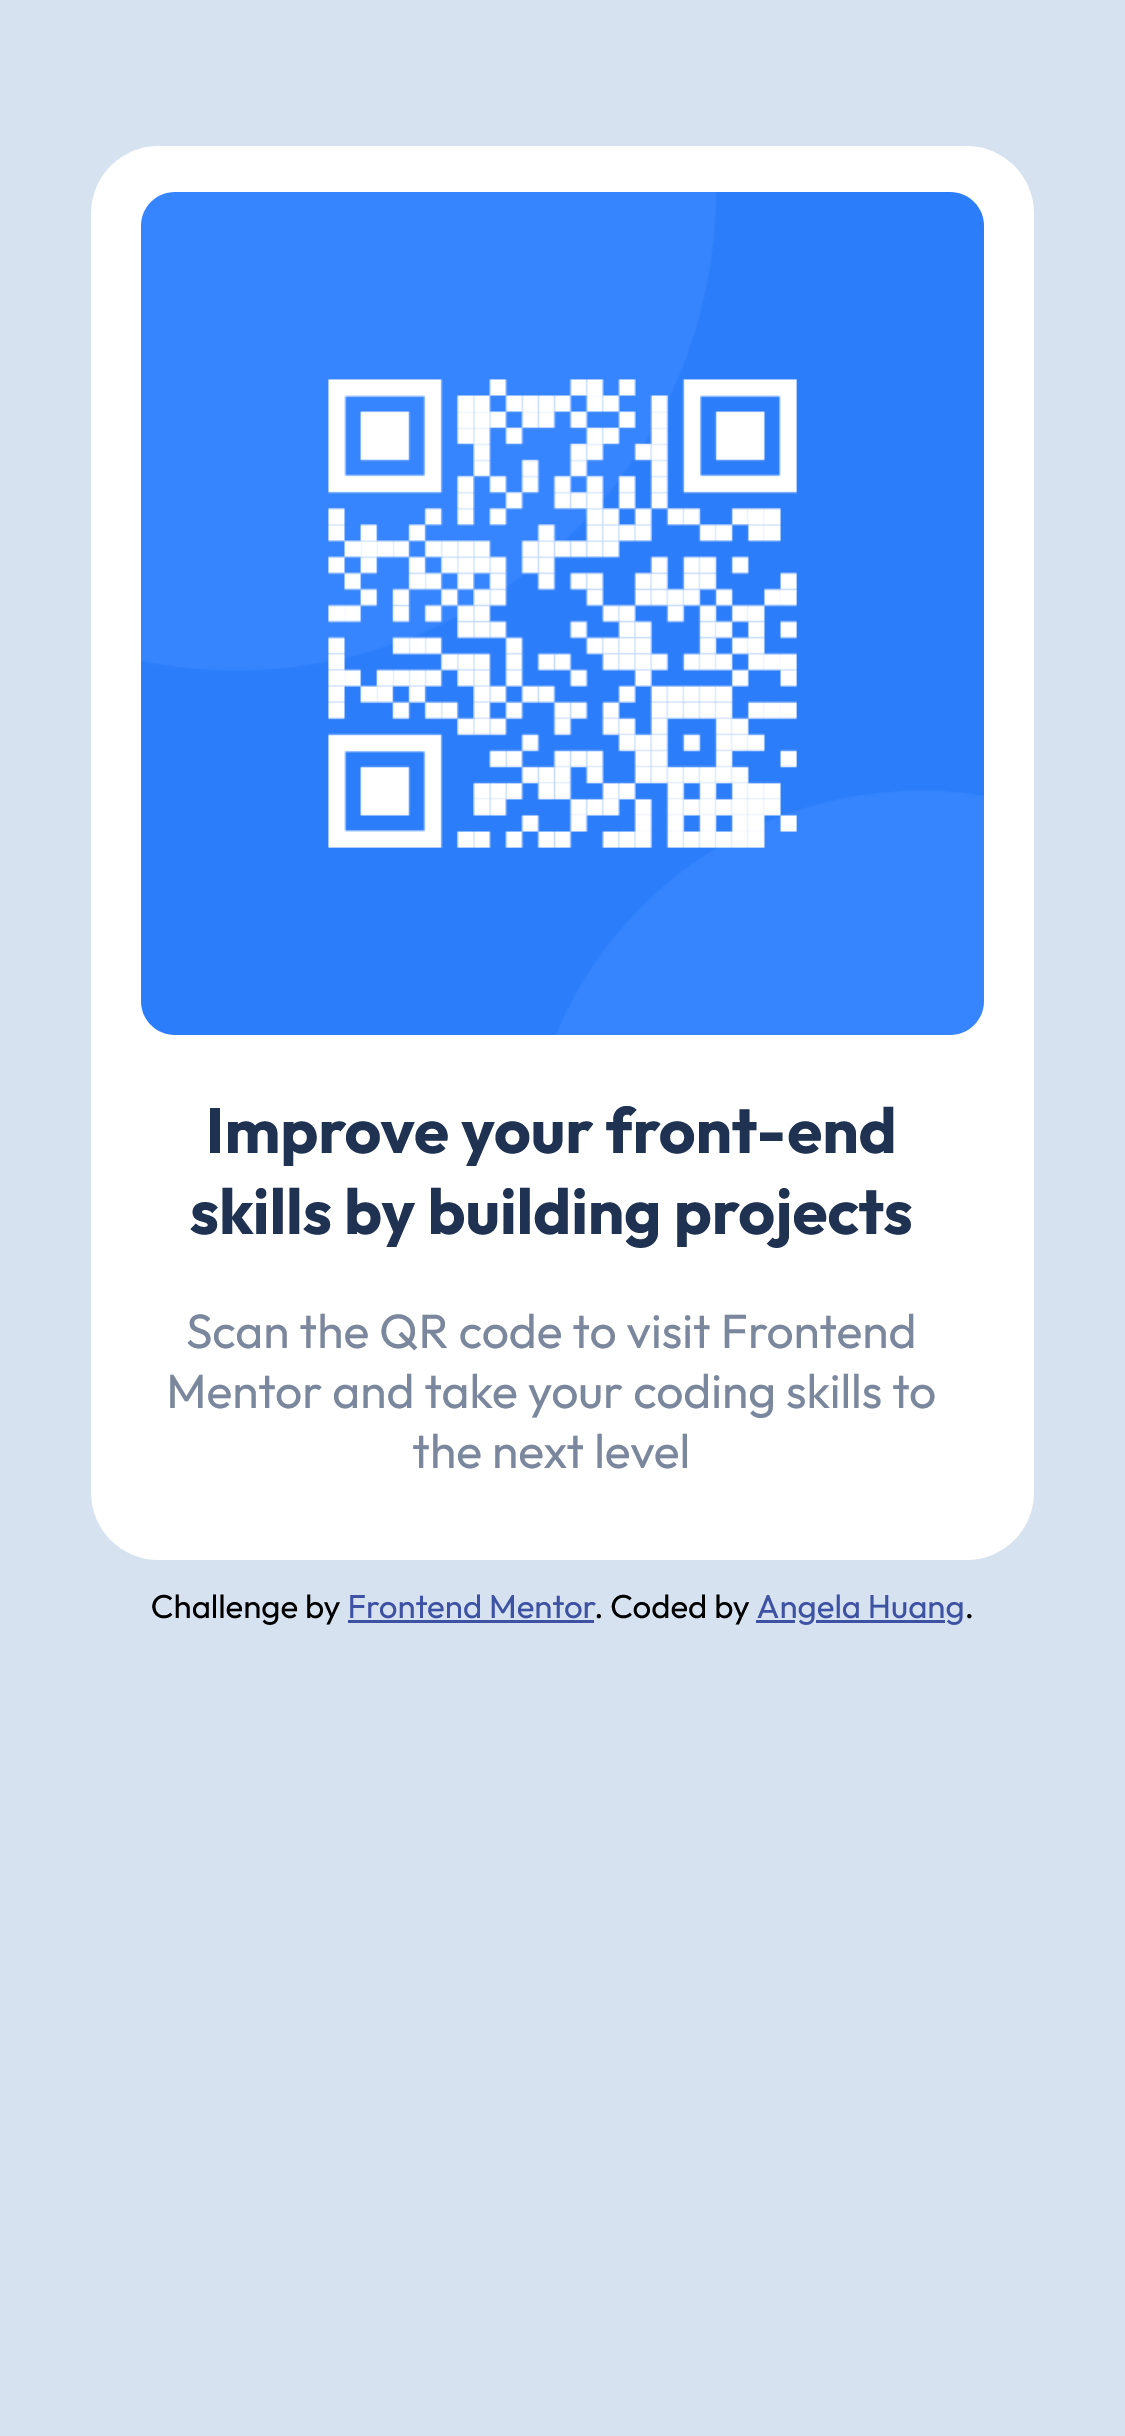 Improve your front-end
skills by building projects
Scan the QR code to visit Frontend
Mentor and take your coding skills to
the next level
Challenge by Frontend Mentor. Coded by Angela Huang.